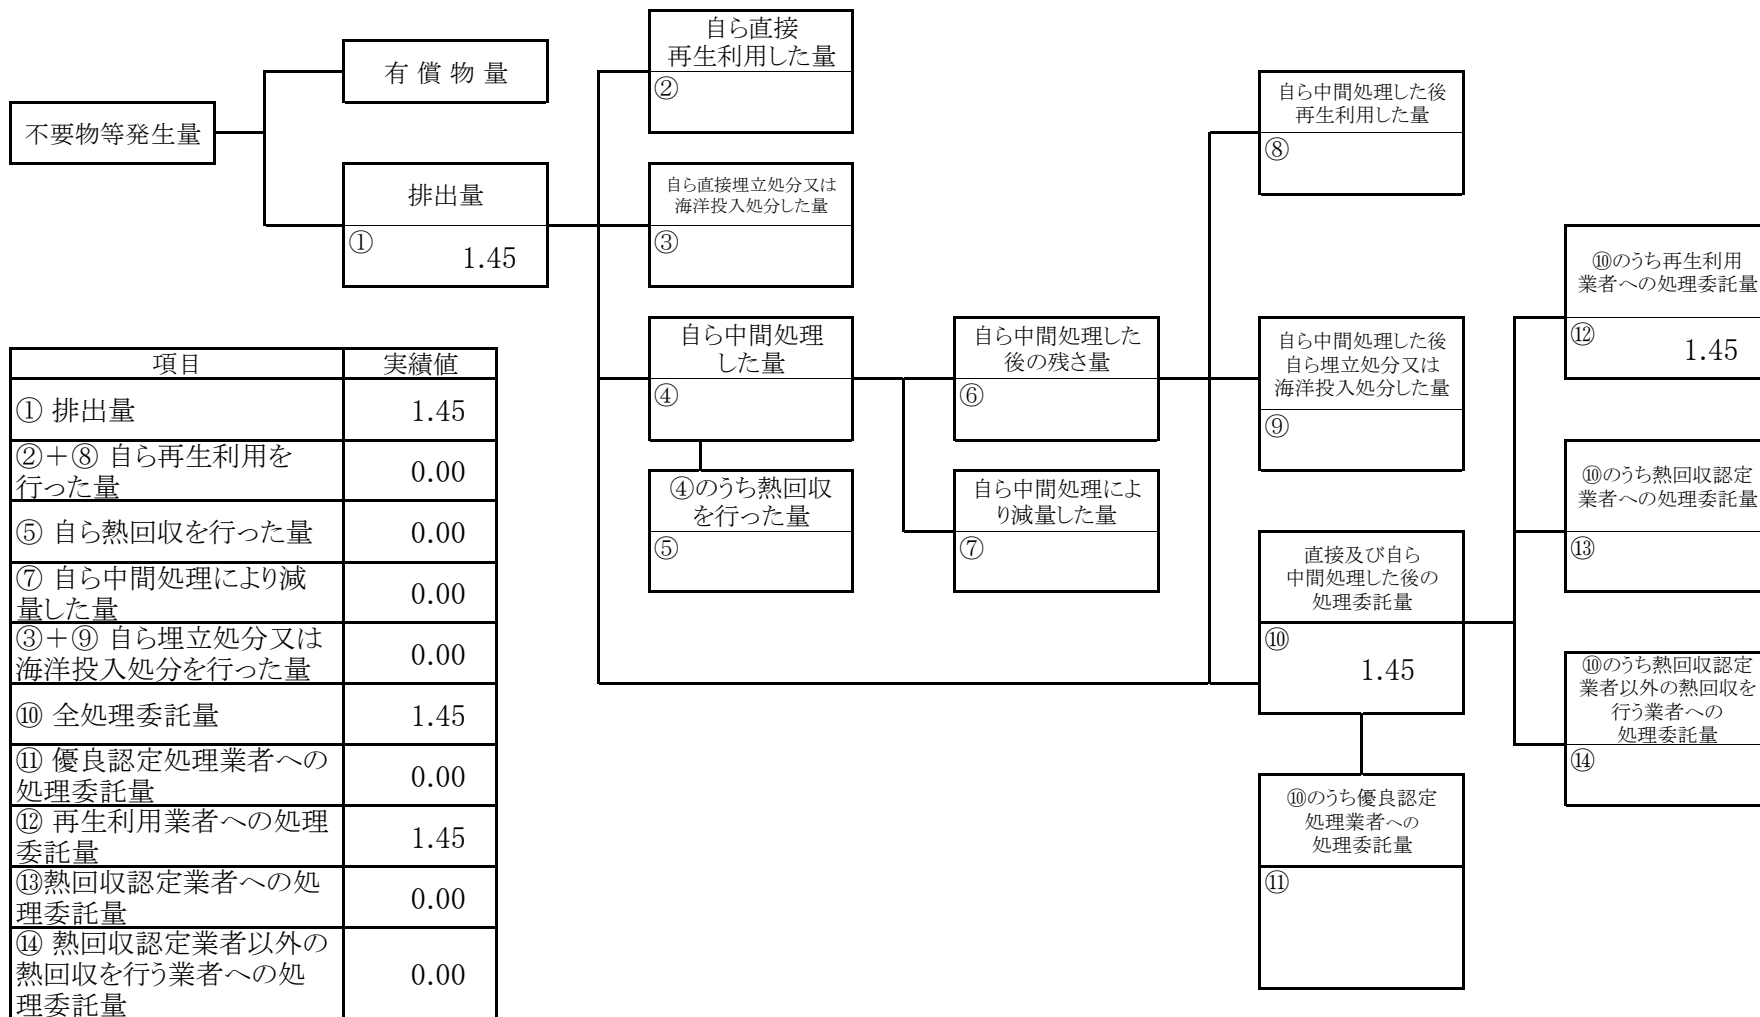 不要物等発生量
有償物量
排出量
①
1.45
自ら直接
再生利用した量
②
自ら直接埋立処分又は
海洋投入処分した量
③
自ら中間処理
した量
④
④のうち熱回収
を行った量
⑤
自ら中間処理した
後の残さ量
⑥
自ら中間処理によ
り減量した量
⑦
自ら中間処理した後
再生利用した量
⑧
自ら中間処理した後
自ら埋立処分又は
海洋投入処分した量
⑨
直接及び自ら
中間処理した後の
処理委託量
⑩
1.45
⑩のうち優良認定
処理業者への
処理委託量
⑪
⑩のうち再生利用
業者への処理委託量
⑫
1.45
⑩のうち熱回収認定
業者への処理委託量
⑬
⑩のうち熱回収認定
業者以外の熱回収を
行う業者への
処理委託量
⑭
項目 実績値
① 排出量 1.45
②+⑧ 自ら再生利用を
行った量 0.00
⑤ 自ら熱回収を行った量 0.00
⑦ 自ら中間処理により減
量した量 0.00
③+⑨ 自ら埋立処分又は
海洋投入処分を行った量 0.00
⑩ 全処理委託量 1.45
⑪ 優良認定処理業者への
処理委託量 0.00
⑫ 再生利用業者への処理
委託量 1.45
⑬熱回収認定業者への処
理委託量 0.00
⑭ 熱回収認定業者以外の
熱回収を行う業者への処
理委託量 0.00